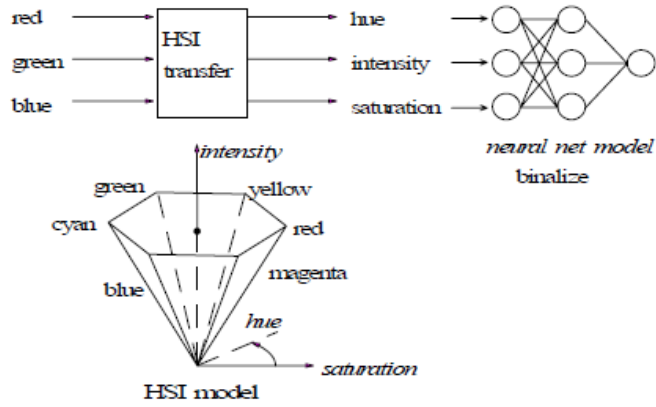 red
green
blue
HSI
transfer
hue
intensity
saturation
neural net model
binalize
intensity
green
yellow
cyan
red
blue
magenta
hue
saturation
HSI model